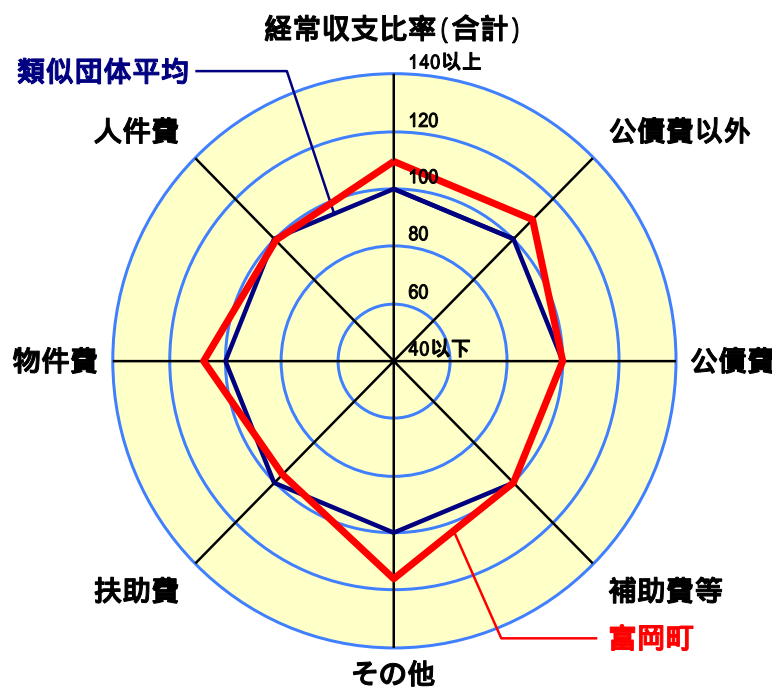 経常収支比率(合計)
140以上
類似団体平均
人件費
120
公債費以外
100
80
60
40以下
物件費
公債費
扶助費
補助費等
富岡町
その他